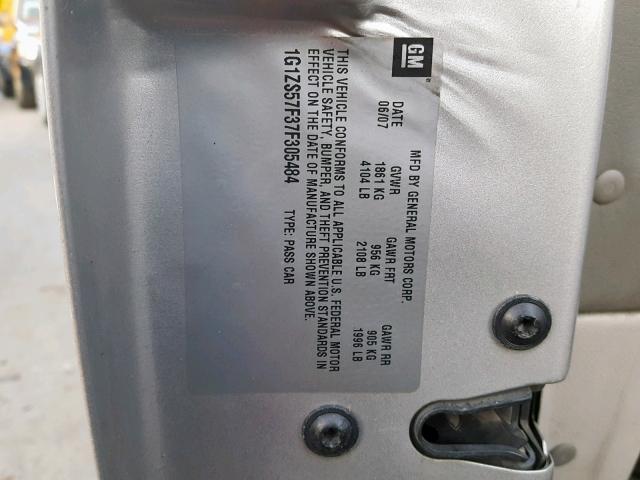 GM
MFD BY GENERAL MOTORS CORP.
DATE GVWR GAWR FRT GAWR RR
06/07 1861 KG 956 KG 905 KG
4104 LB 2108 LB 1996 LB
THIS VEHICLE CONFORMS TO ALL APPLICABLE U.S. FEDERAL MOTOR
VEHICLE SAFETY, BUMPER, AND THEFT PREVENTION STANDARDS IN
EFFECT ON THE DATE OF MANUFACTURE SHOWN ABOVE.
1G1ZS57F37F305484 TYPE: PASS CAR